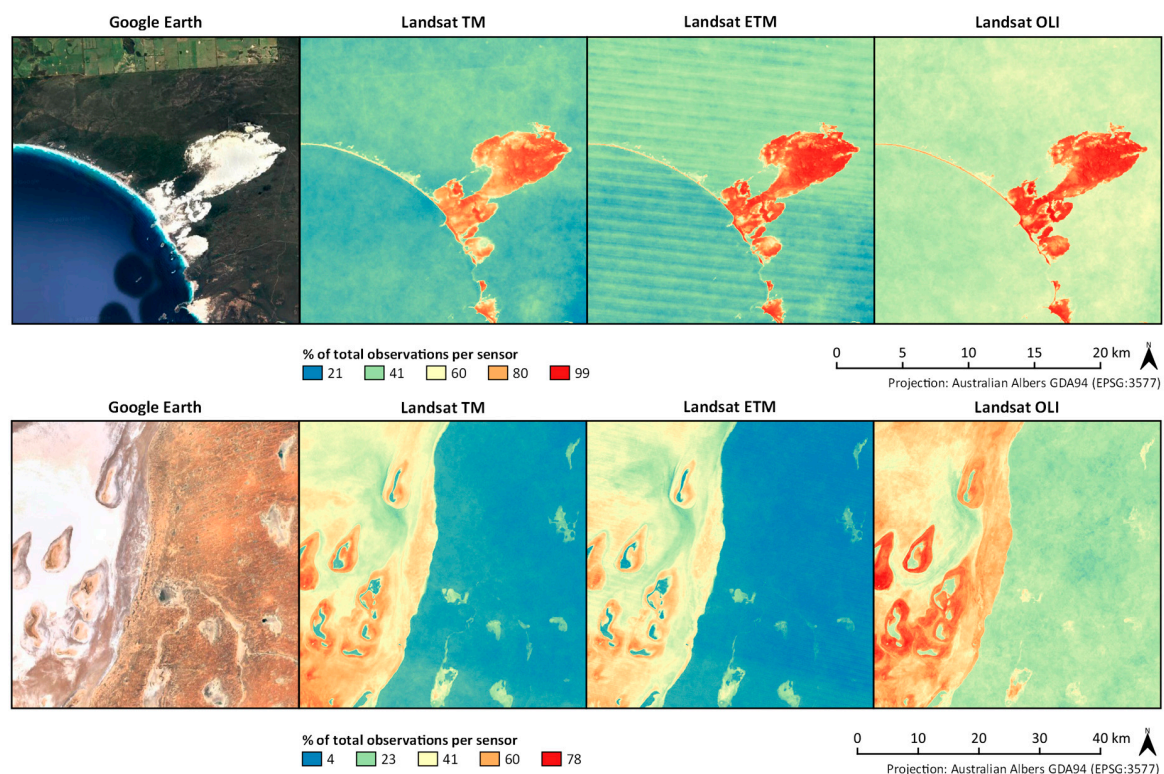 Google Earth
Landsat TM
Landsat ETM
Landsat OLI
% of total observations per sensor
21 41 60 80 99
0 5 10 15 20 km
N
Projection: Australian Albers GDA94 (EPSG:3577)
Google Earth
Landsat TM
Landsat ETM
Landsat OLI
% of total observations per sensor
4 23 41 60 78
0 10 20 30 40 km
N
Projection: Australian Albers GDA94 (EPSG:3577)